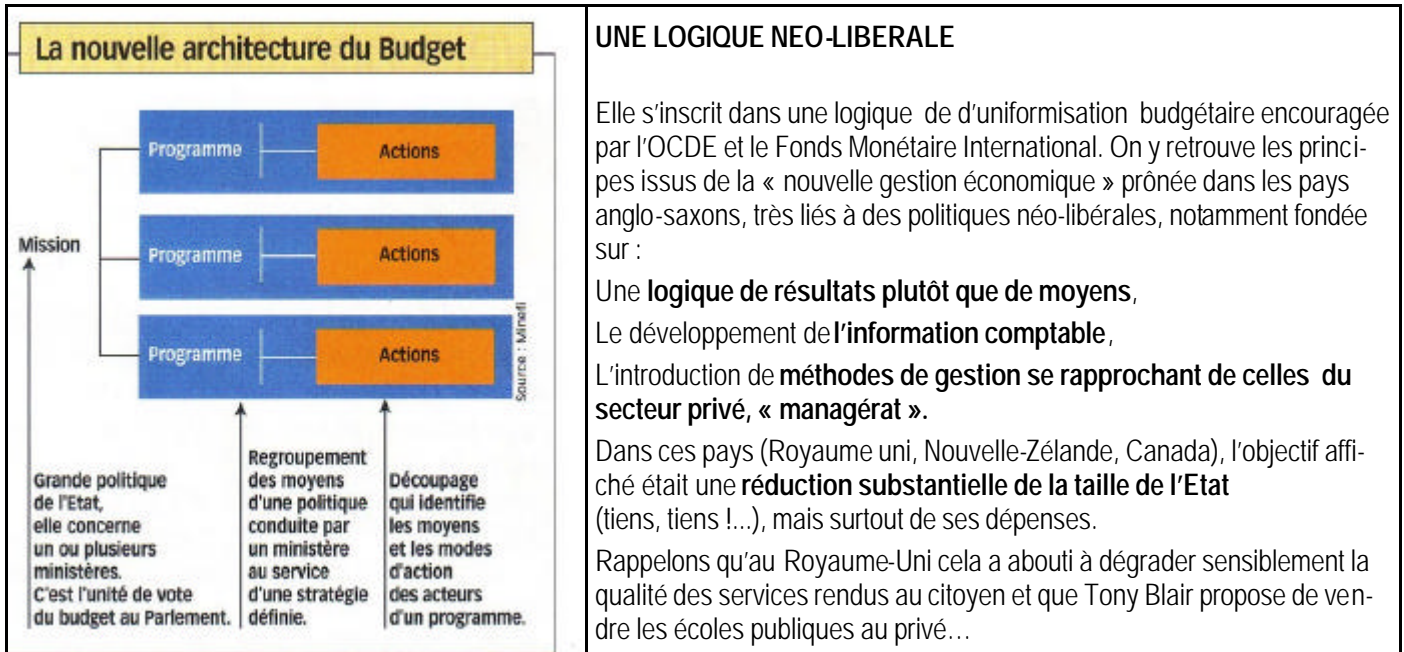 La nouvelle architecture du Budget
Programme
Actions
Mission
Programme
Actions
Programme
Actions
Source : Minefi
Grande politique
de l'Etat,
elle concerne
un ou plusieurs
ministères.
C'est l'unité de vote
du budget au Parlement.
Regroupement
des moyens
d'une politique
conduite par
un ministère
au service
d'une stratégie
définie.
Découpage
qui identifie
les moyens
et les modes
d'action
des acteurs
d'un programme.
UNE LOGIQUE NEO-LIBERALE
Elle s'inscrit dans une logique de d'uniformisation budgétaire encouragée
par l'OCDE et le Fonds Monétaire International. On y retrouve les princi-
pes issus de la « nouvelle gestion économique » prônée dans les pays
anglo-saxons, très liés à des politiques néo-libérales, notamment fondée
sur :
Une logique de résultats plutôt que de moyens,
Le développement de l'information comptable,
L'introduction de méthodes de gestion se rapprochant de celles du
secteur privé, « managérat ».
Dans ces pays (Royaume uni, Nouvelle-Zélande, Canada), l'objectif affi-
ché était une réduction substantielle de la taille de l'Etat
(tiens, tiens !...), mais surtout de ses dépenses.
Rappelons qu'au Royaume-Uni cela a abouti à dégrader sensiblement la
qualité des services rendus au citoyen et que Tony Blair propose de ven-
dre les écoles publiques au privé…